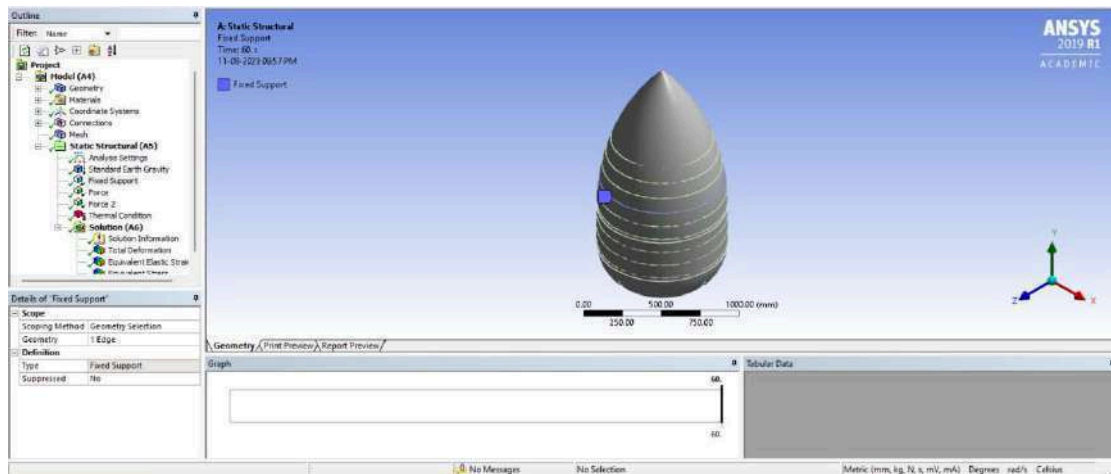 Outline
Filter: Name
Project
Model (A4)
Geometry
Materials
Coordinate Systems
Connections
Mesh
Static Structural (A5)
Analysis Settings
Standard Earth Gravity
Fixed Support
Force
Force 2
Thermal Condition
Solution (A6)
Solution Information
Total Deformation
Equivalent Elastic Strai
Equivalent Stress
Details of "Fixed Support"
Scope
Scoping Method Geometry Selection
Geometry 1 Edge
Definition
Type Fixed Support
Suppressed No
A: Static Structural
Fixed Support
Time: 60. s
Fixed Support
ANSYS
2019 R1
ACADEMIC
0.00 500.00 1000.00 (mm)
250.00 750.00
Y
Z X
Geometry Print Preview Report Preview
Graph
60.
60.
Tabular Data
No Messages No Selection Metric (mm, kg, N, s, mV, mA) Degrees rad/s Celsius